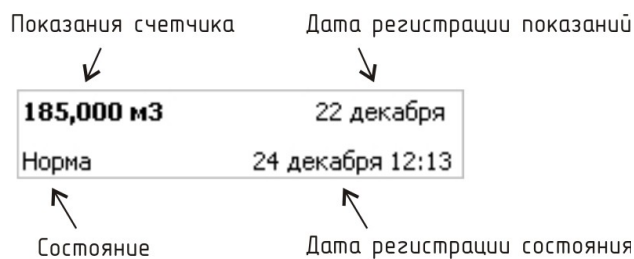 Показания счетчика Дата регистрации показаний
185,000 м3 22 декабря
Норма 24 декабря 12:13
Состояние Дата регистрации состояния